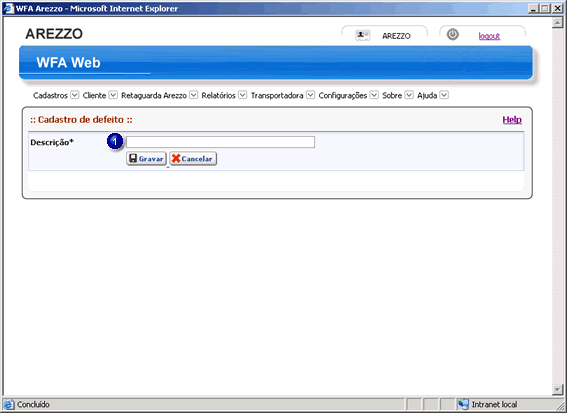 WFA Arezzo - Microsoft Internet Explorer
AREZZO
AREZZO
logout
WFA Web
Cadastros Cliente Retaguarda Arezzo Relatórios Transportadora Configurações Sobre Ajuda
:: Cadastro de defeito ::
Help
Descrição*
1
Gravar Cancelar
Concluído
Intranet local